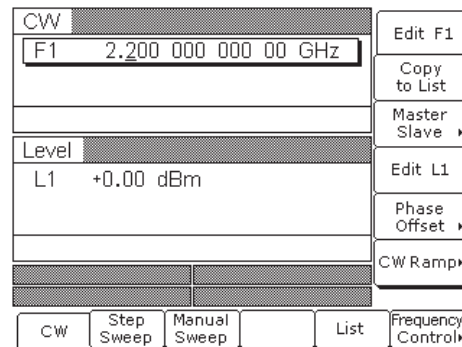 CW
F1 2.200 000 000 00 GHz
Level
L1 +0.00 dBm
Edit F1
Copy
to List
Master
Slave
Edit L1
Phase
Offset
CW Ramp
CW
Step
Sweep
Manual
Sweep
List
Frequency
Control